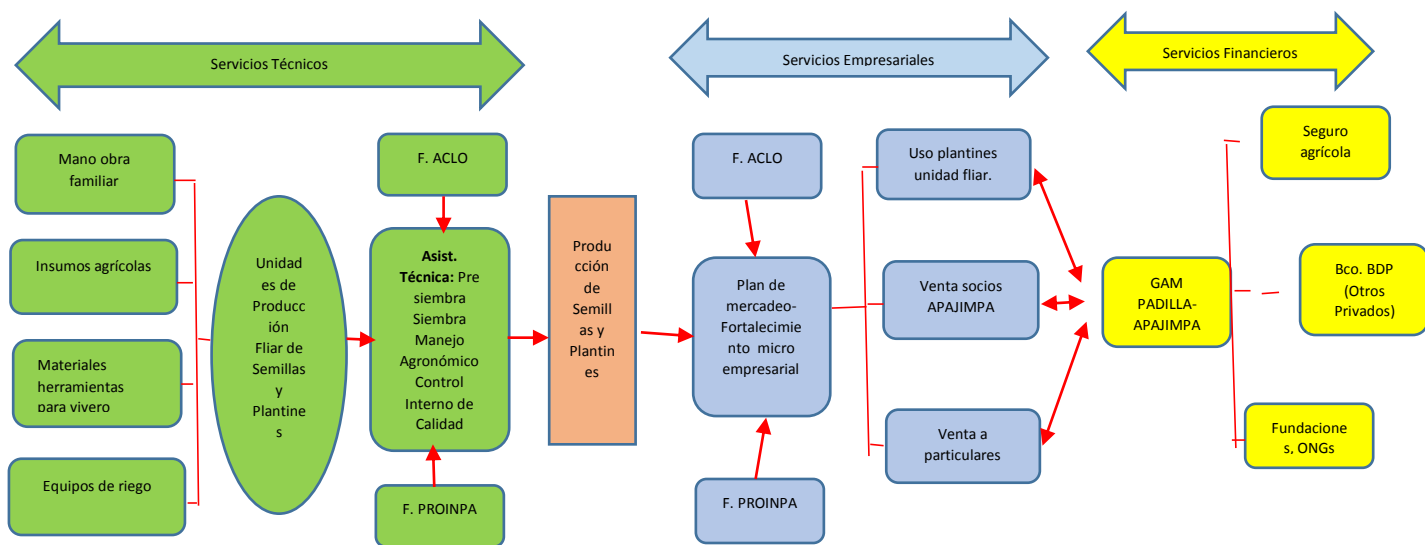 Servicios Técnicos
Servicios Empresariales
Servicios Financieros
Mano obra
familiar
Insumos agrícolas
Materiales
herramientas
para vivero
Equipos de riego
Unidad
es de
Producc
ión
Fliar de
Semillas
y
Plantine
s
F. ACLO
Asist.
Técnica: Pre
siembra
Siembra
Manejo
Agronómico
Control
Interno de
Calidad
F. PROINPA
Produ
cción
de
Semill
as y
Plantin
es
F. ACLO
Plan de
mercadeo-
Fortalecimie
nto micro
empresarial
F. PROINPA
Uso plantines
unidad fliar.
Venta socios
APAJIMPA
Venta a
particulares
GAM
PADILLA-
APAJIMPA
Seguro
agrícola
Bco. BDP
(Otros
Privados)
Fundacione
s, ONGs